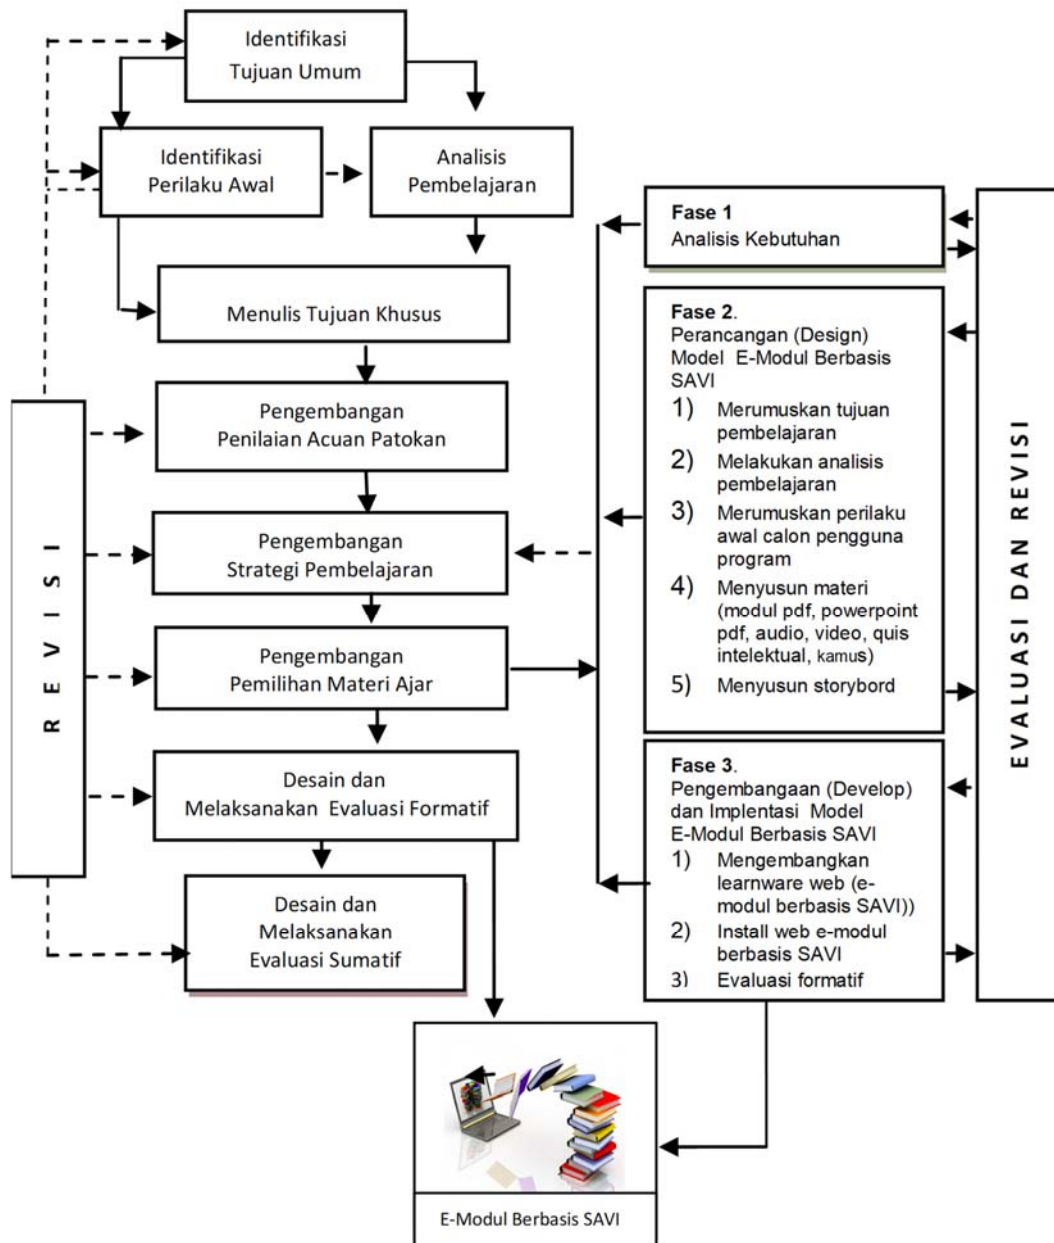 Identifikasi
Tujuan Umum
Identifikasi
Perilaku Awal
Analisis
Pembelajaran
Menulis Tujuan Khusus
Pengembangan
Penilaian Acuan Patokan
Pengembangan
Strategi Pembelajaran
Pengembangan
Pemilihan Materi Ajar
Desain dan
Melaksanakan Evaluasi Formatif
Desain dan
Melaksanakan
Evaluasi Sumatif
R E V I S I
Fase 1
Analisis Kebutuhan
Fase 2.
Perancangan (Design)
Model E-Modul Berbasis
SAVI
1) Merumuskan tujuan
pembelajaran
2) Melakukan analisis
pembelajaran
3) Merumuskan perilaku
awal calon pengguna
program
4) Menyusun materi
(modul pdf, powerpoint
pdf, audio, video, quis
intelektual, kamus)
5) Menyusun storybord
Fase 3.
Pengembangaan (Develop)
dan Implentasi Model
E-Modul Berbasis SAVI
1) Mengembangkan
learnware web (e-
modul berbasis SAVI))
2) Install web e-modul
berbasis SAVI
3) Evaluasi formatif
EVALUASI DAN REVISI
E-Modul Berbasis SAVI